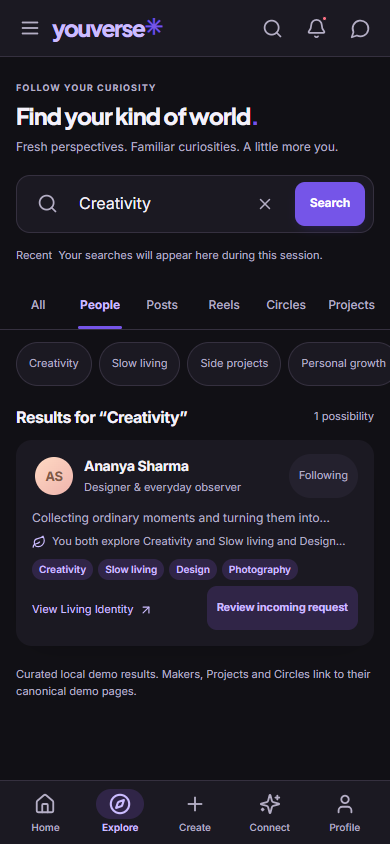 youverse
FOLLOW YOUR CURIOSITY
Find your kind of world.
Fresh perspectives. Familiar curiosities. A little more you.
Creativity
Search
Recent Your searches will appear here during this session.
All People Posts Reels Circles Projects
Creativity Slow living Side projects Personal growth
Results for “Creativity” 1 possibility
AS
Ananya Sharma
Designer & everyday observer
Following
Collecting ordinary moments and turning them into...
You both explore Creativity and Slow living and Design...
Creativity Slow living Design Photography
View Living Identity
Review incoming request
Curated local demo results. Makers, Projects and Circles link to their
canonical demo pages.
Home Explore Create Connect Profile